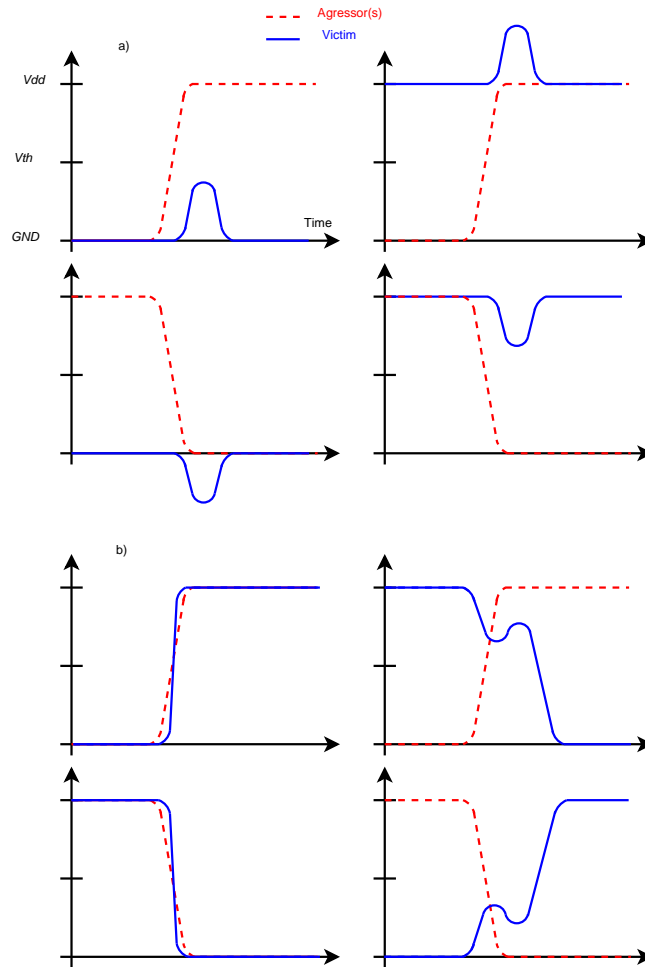 Agressor(s)
Victim
a)
Vdd
Vth
GND
Time
b)